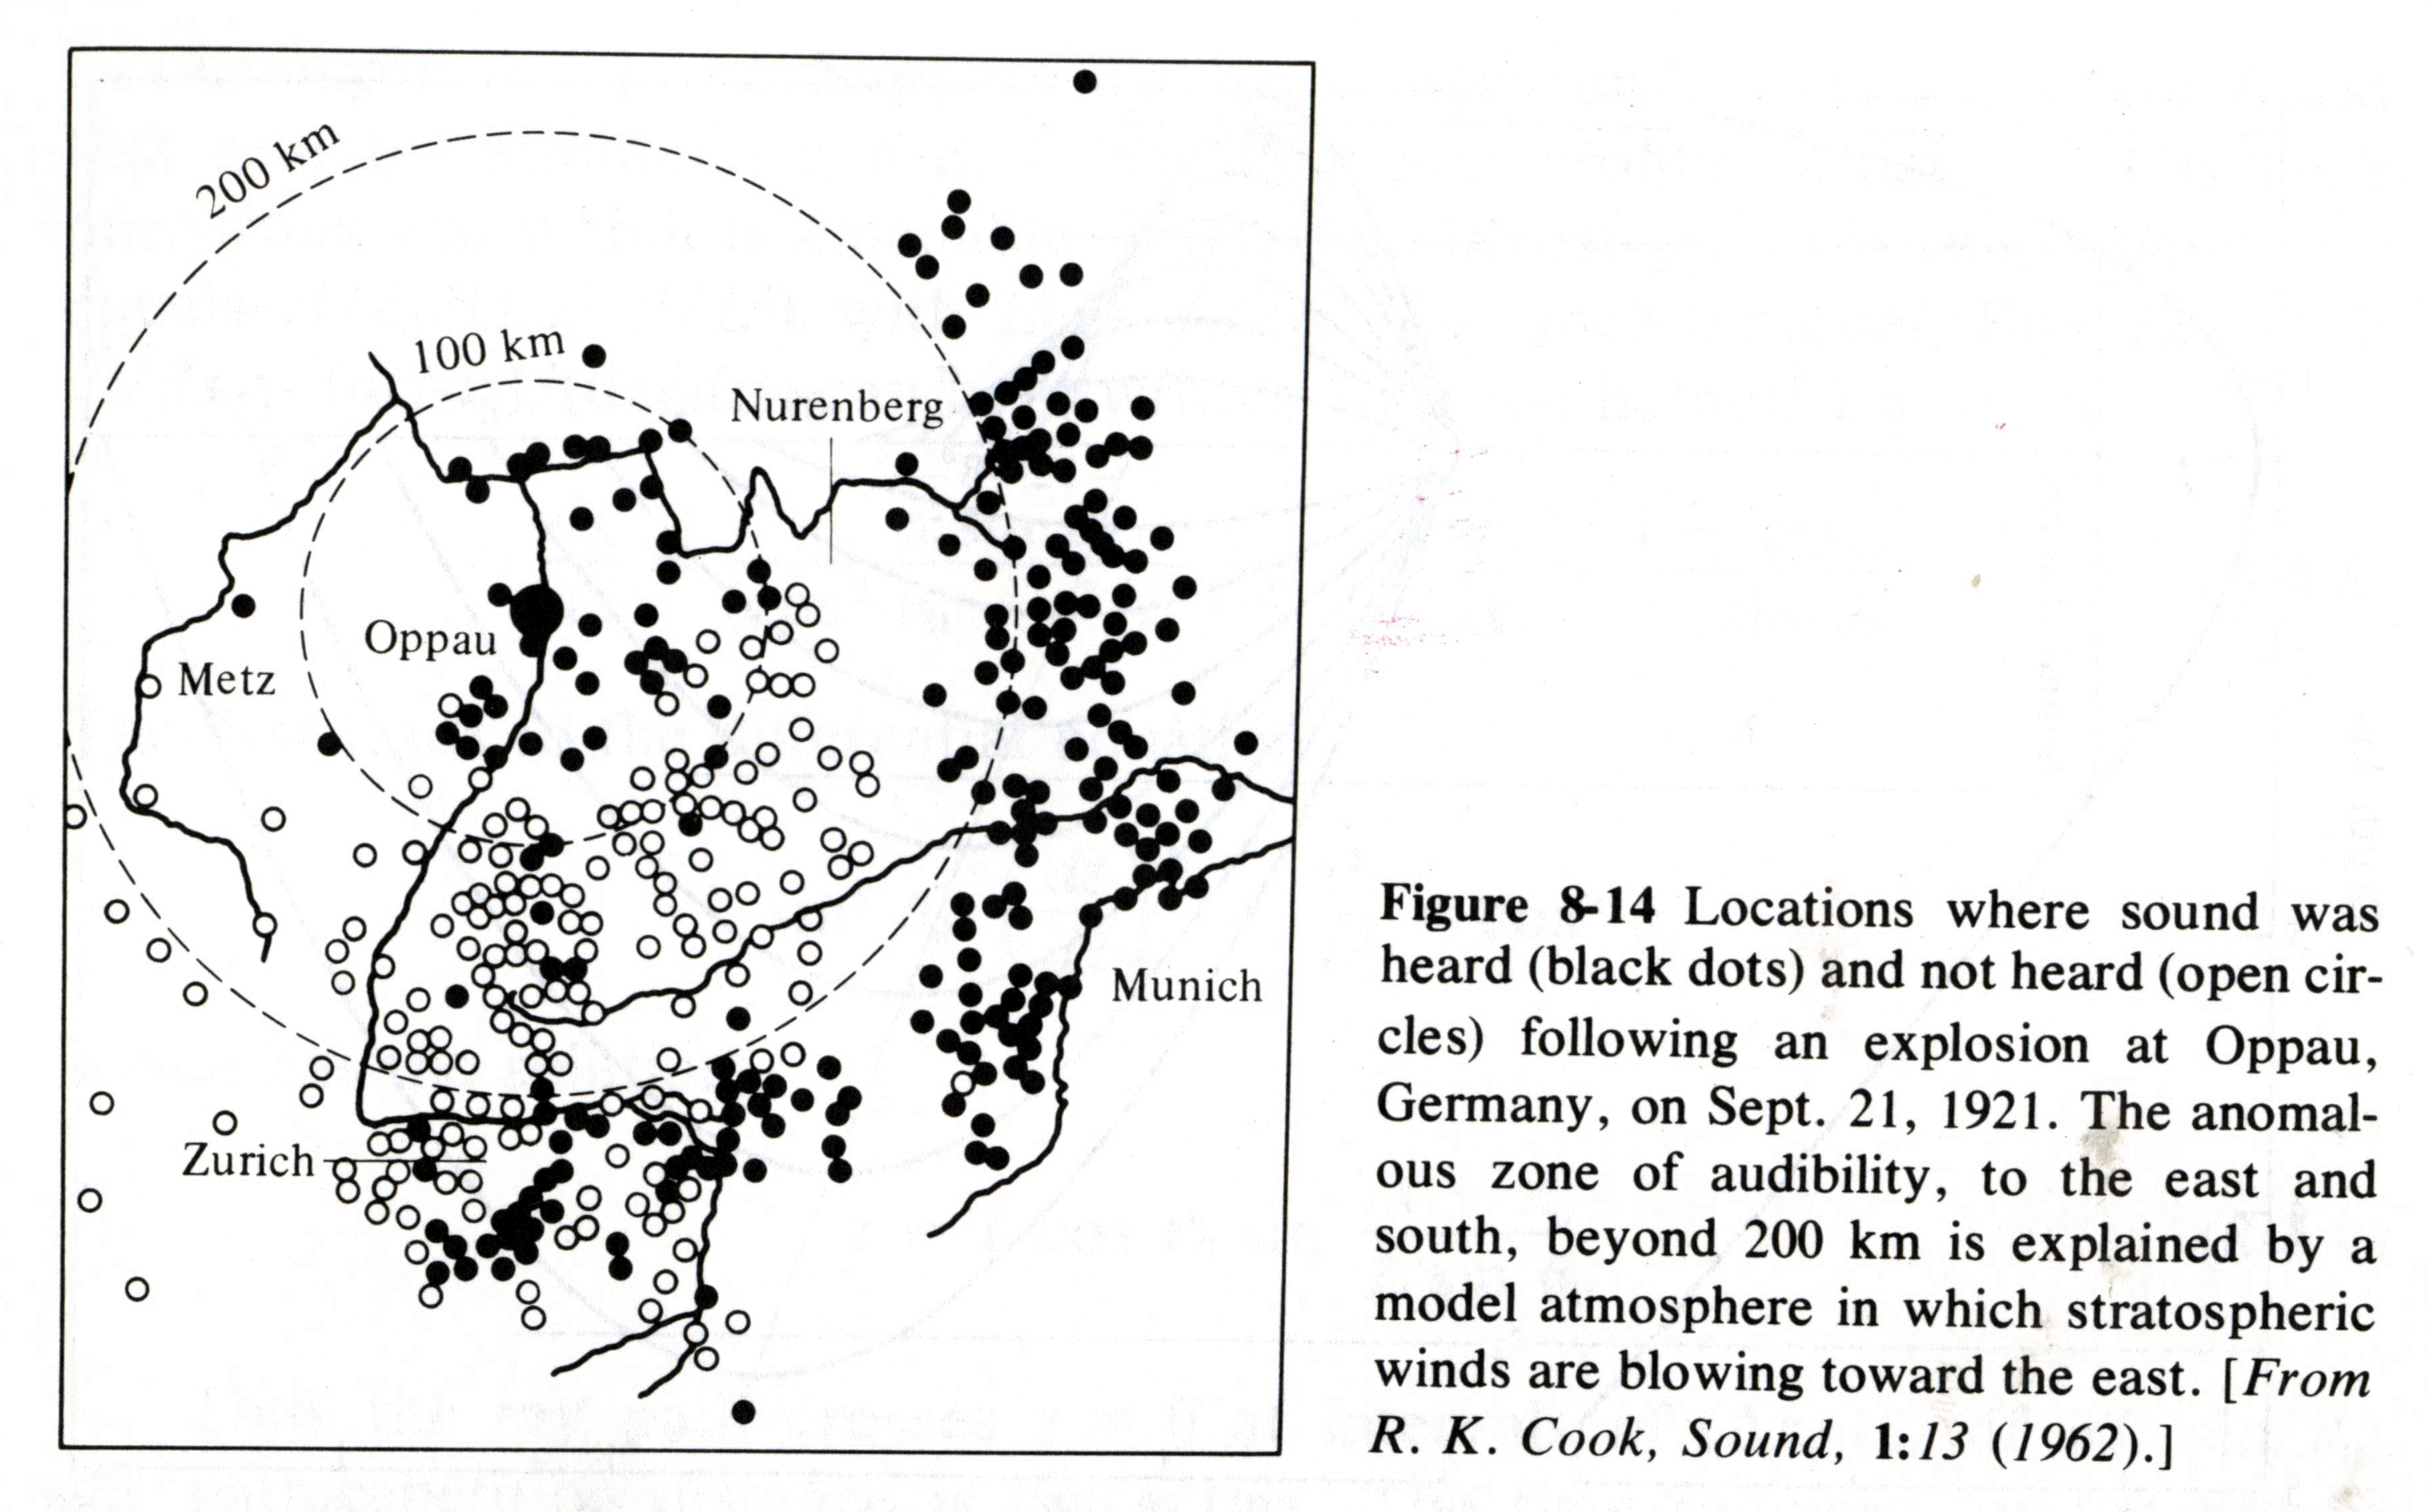 200 km
100 km
Nurenberg
Oppau
Metz
Munich
Zurich
Figure 8-14 Locations where sound was
heard (black dots) and not heard (open cir-
cles) following an explosion at Oppau,
Germany, on Sept. 21, 1921. The anomal-
ous zone of audibility, to the east and
south, beyond 200 km is explained by a
model atmosphere in which stratospheric
winds are blowing toward the east. [From
R. K. Cook, Sound, 1:13 (1962).]